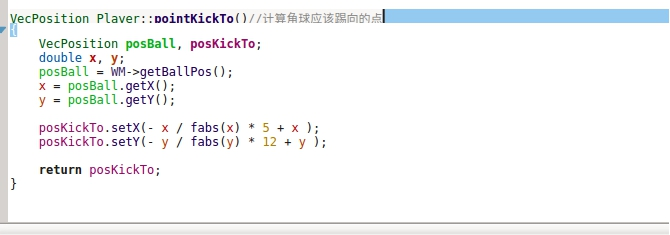 VecPosition Player::pointKickTo()//计算角球应该踢向的点
{
VecPosition posBall, posKickTo;
double x, y;
posBall = WM->getBallPos();
x = posBall.getX();
y = posBall.getY();
posKickTo.setX(- x / fabs(x) * 5 + x );
posKickTo.setY(- y / fabs(y) * 12 + y );
return posKickTo;
}